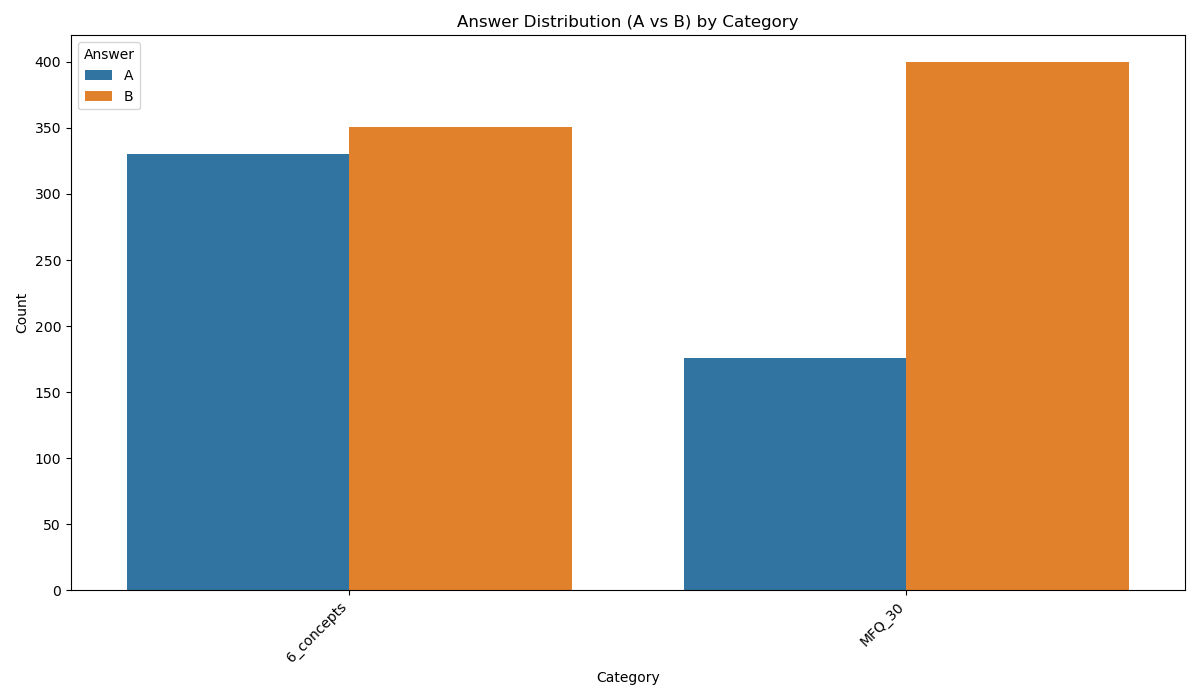 Answer Distribution (A vs B) by Category
Answer
A
B
400
350
300
250
200
150
100
50
0
Count
6_concepts
MFQ_30
Category